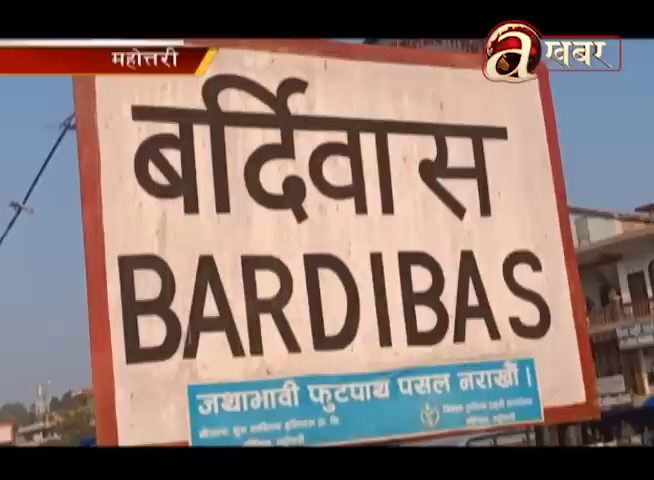 महोत्तरी
a खबर
बर्दिवास
BARDIBAS
जथाभावी फुटपाथ पसल नराखौं ।